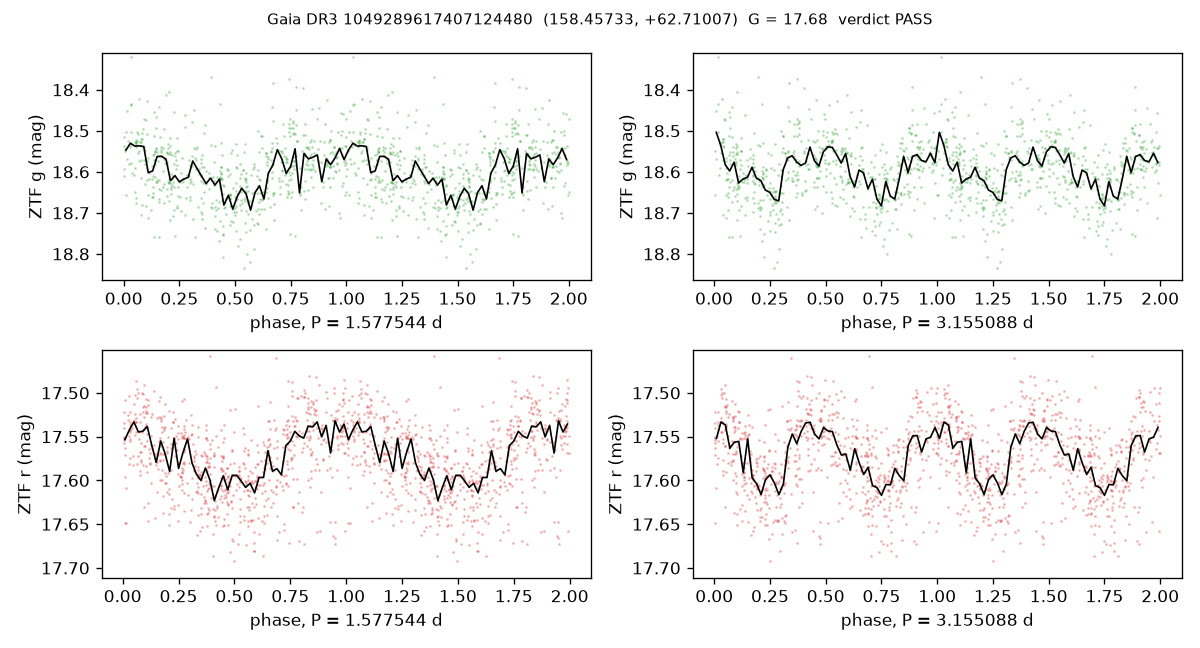 Gaia DR3 1049289617407124480 (158.45733, +62.71007) G = 17.68 verdict PASS
ZTF g (mag)
18.4
18.5
18.6
18.7
18.8
0.00 0.25 0.50 0.75 1.00 1.25 1.50 1.75 2.00
phase, P = 1.577544 d
ZTF g (mag)
18.4
18.5
18.6
18.7
18.8
0.00 0.25 0.50 0.75 1.00 1.25 1.50 1.75 2.00
phase, P = 3.155088 d
ZTF r (mag)
17.50
17.55
17.60
17.65
17.70
0.00 0.25 0.50 0.75 1.00 1.25 1.50 1.75 2.00
phase, P = 1.577544 d
ZTF r (mag)
17.50
17.55
17.60
17.65
17.70
0.00 0.25 0.50 0.75 1.00 1.25 1.50 1.75 2.00
phase, P = 3.155088 d